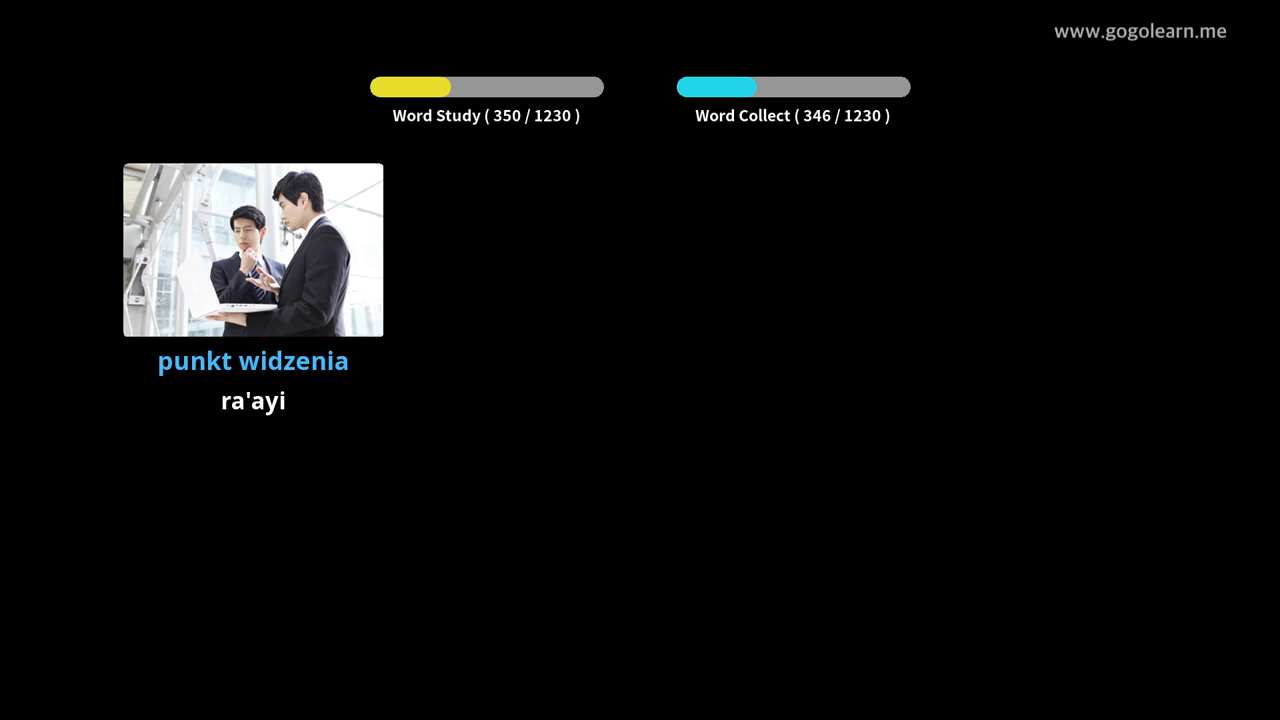 www.gogolearn.me
Word Study ( 350 / 1230 )
Word Collect ( 346 / 1230 )
punkt widzenia
ra'ayi